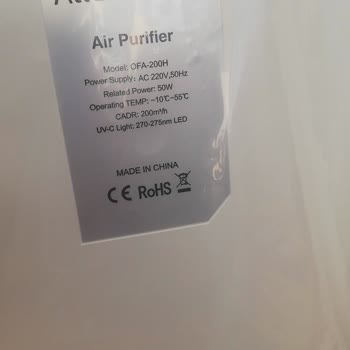 Air Purifier
Model: OFA-200H
Power Supply: AC 220V,50Hz
Related Power: 50W
Operating TEMP: -10℃~55℃
CADR: 200m³/h
UV-C Light: 270-275nm LED
MADE IN CHINA
CE RoHS